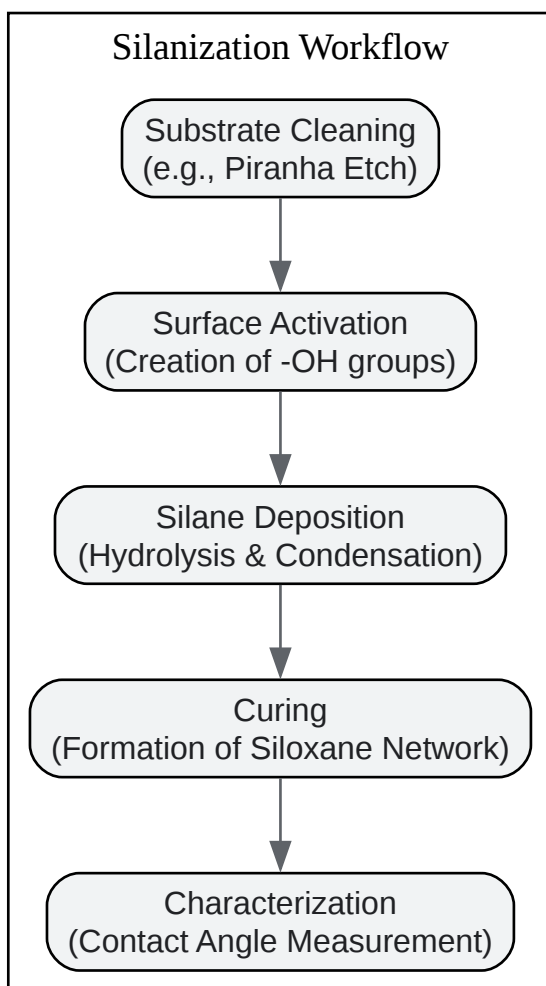 Silanization Workflow
Substrate Cleaning
(e.g., Piranha Etch)
Surface Activation
(Creation of -OH groups)
Silane Deposition
(Hydrolysis & Condensation)
Curing
(Formation of Siloxane Network)
Characterization
(Contact Angle Measurement)